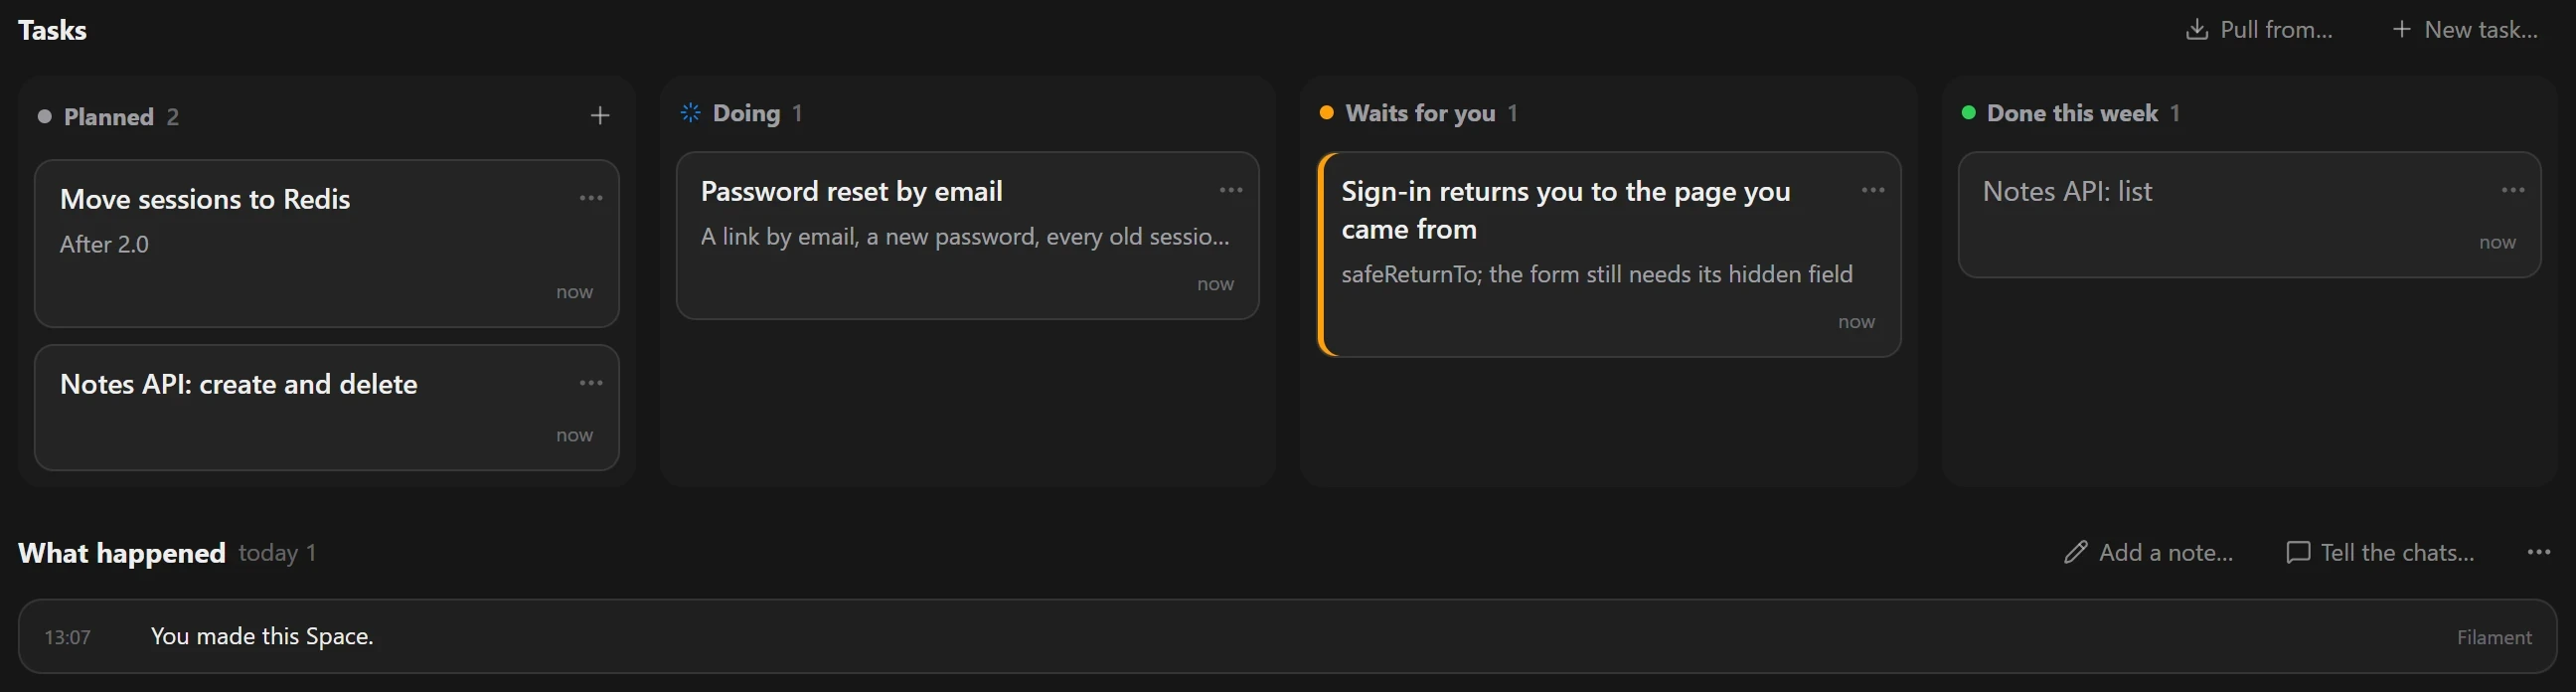 Tasks
Pull from...
New task...
Planned 2
Move sessions to Redis
After 2.0
now
Notes API: create and delete
now
Doing 1
Password reset by email
A link by email, a new password, every old sessio...
now
Waits for you 1
Sign-in returns you to the page you
came from
safeReturnTo; the form still needs its hidden field
now
Done this week 1
Notes API: list
now
What happened today 1
Add a note...
Tell the chats...
13:07 You made this Space. Filament